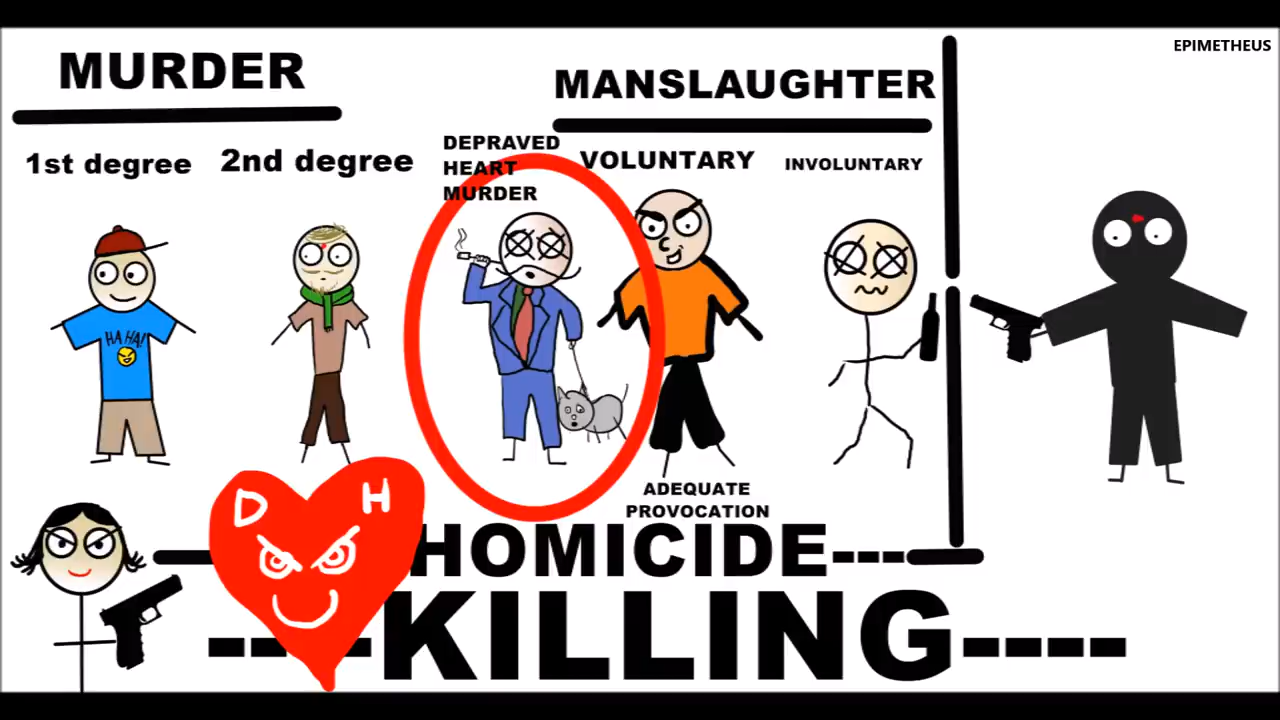 EPIMETHEUS
MURDER
MANSLAUGHTER
1st degree
2nd degree
DEPRAVED
HEART
MURDER
VOLUNTARY
INVOLUNTARY
HA HA!
ADEQUATE
PROVOCATION
D H
HOMICIDE----
----KILLING----